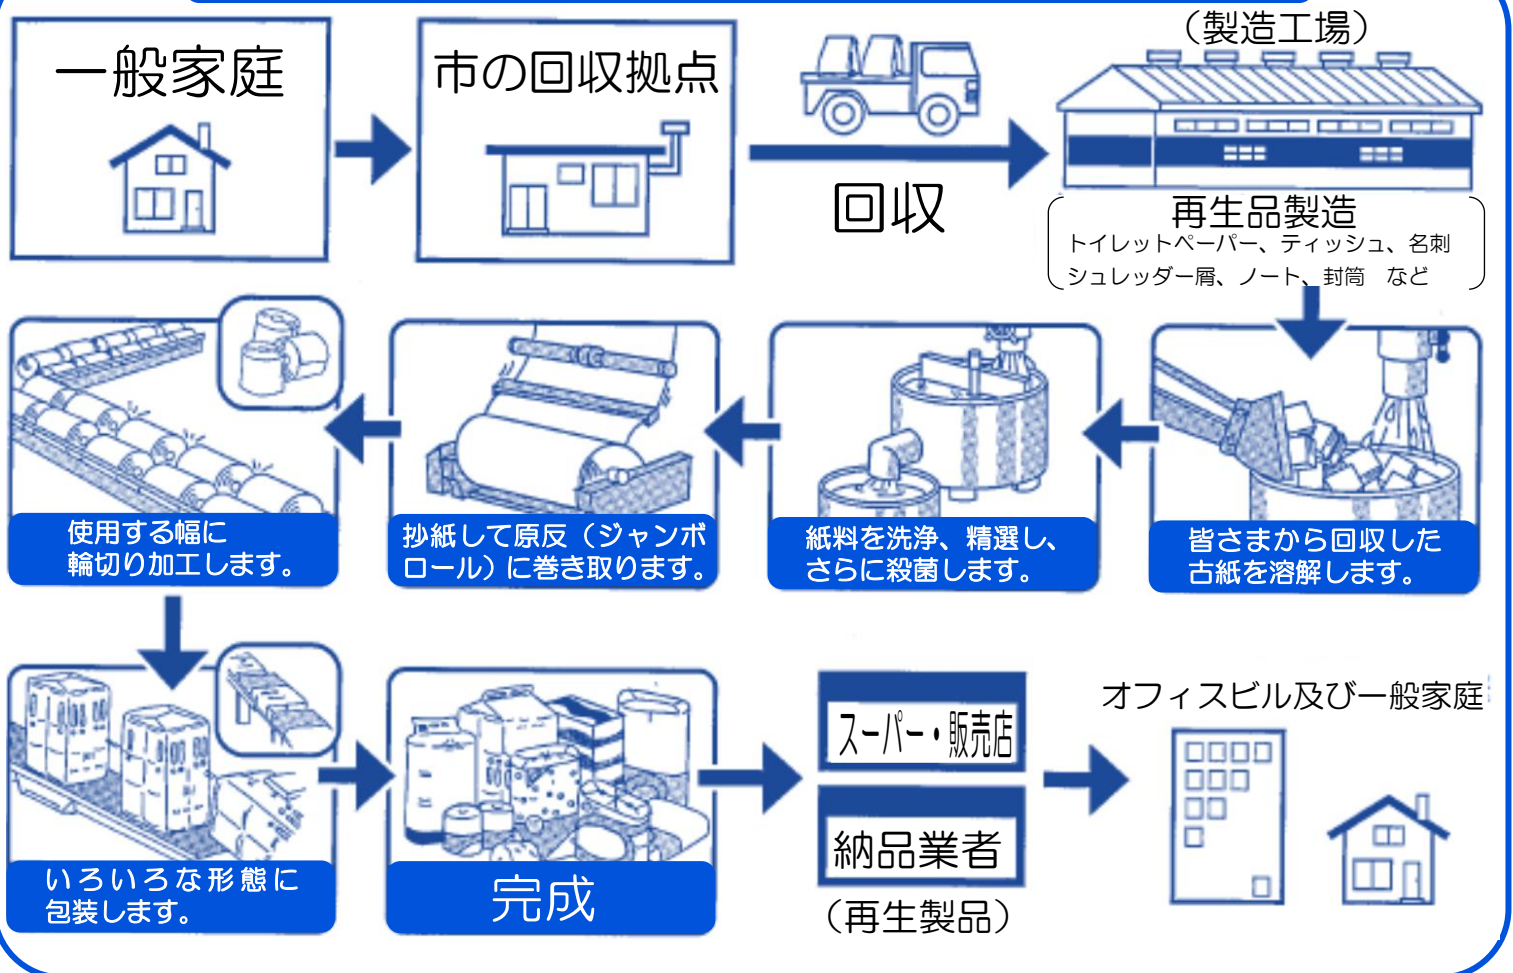 一般家庭
市の回収拠点
回収
（製造工場）
再生品製造
トイレットペーパー、ティッシュ、名刺
シュレッダー屑、ノート、封筒　など
皆さまから回収した
古紙を溶解します。
紙料を洗浄、精選し、
さらに殺菌します。
抄紙して原反（ジャンボ
ロール）に巻き取ります。
使用する幅に
輪切り加工します。
いろいろな形態に
包装します。
完成
スーパー・販売店
納品業者
（再生製品）
オフィスビル及び一般家庭